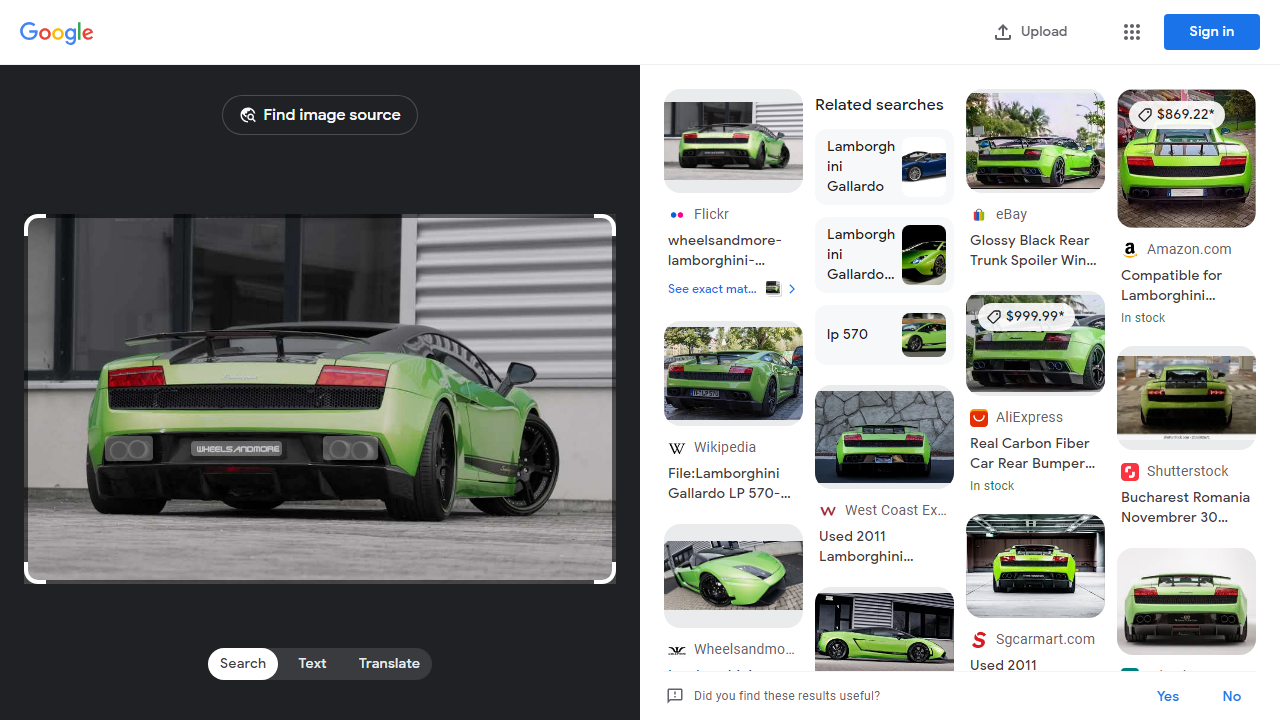 Google
Upload
Sign in
Find image source
WHEELSANDMORE
Search
Text
Translate
Flickr
wheelsandmore-
lamborghini-...
See exact mat...
Wikipedia
File:Lamborghini
Gallardo LP 570-...
Wheelsandmo...
Related searches
Lamborgh
ini
Gallardo
Lamborgh
ini
Gallardo...
lp 570
West Coast Ex...
Used 2011
Lamborghini...
eBay
Glossy Black Rear
Trunk Spoiler Win...
$999.99*
AliExpress
Real Carbon Fiber
Car Rear Bumper...
In stock
Sgcarmart.com
Used 2011
$869.22*
Amazon.com
Compatible for
Lamborghini...
In stock
Shutterstock
Bucharest Romania
Novembrer 30...
Did you find these results useful?
Yes
No